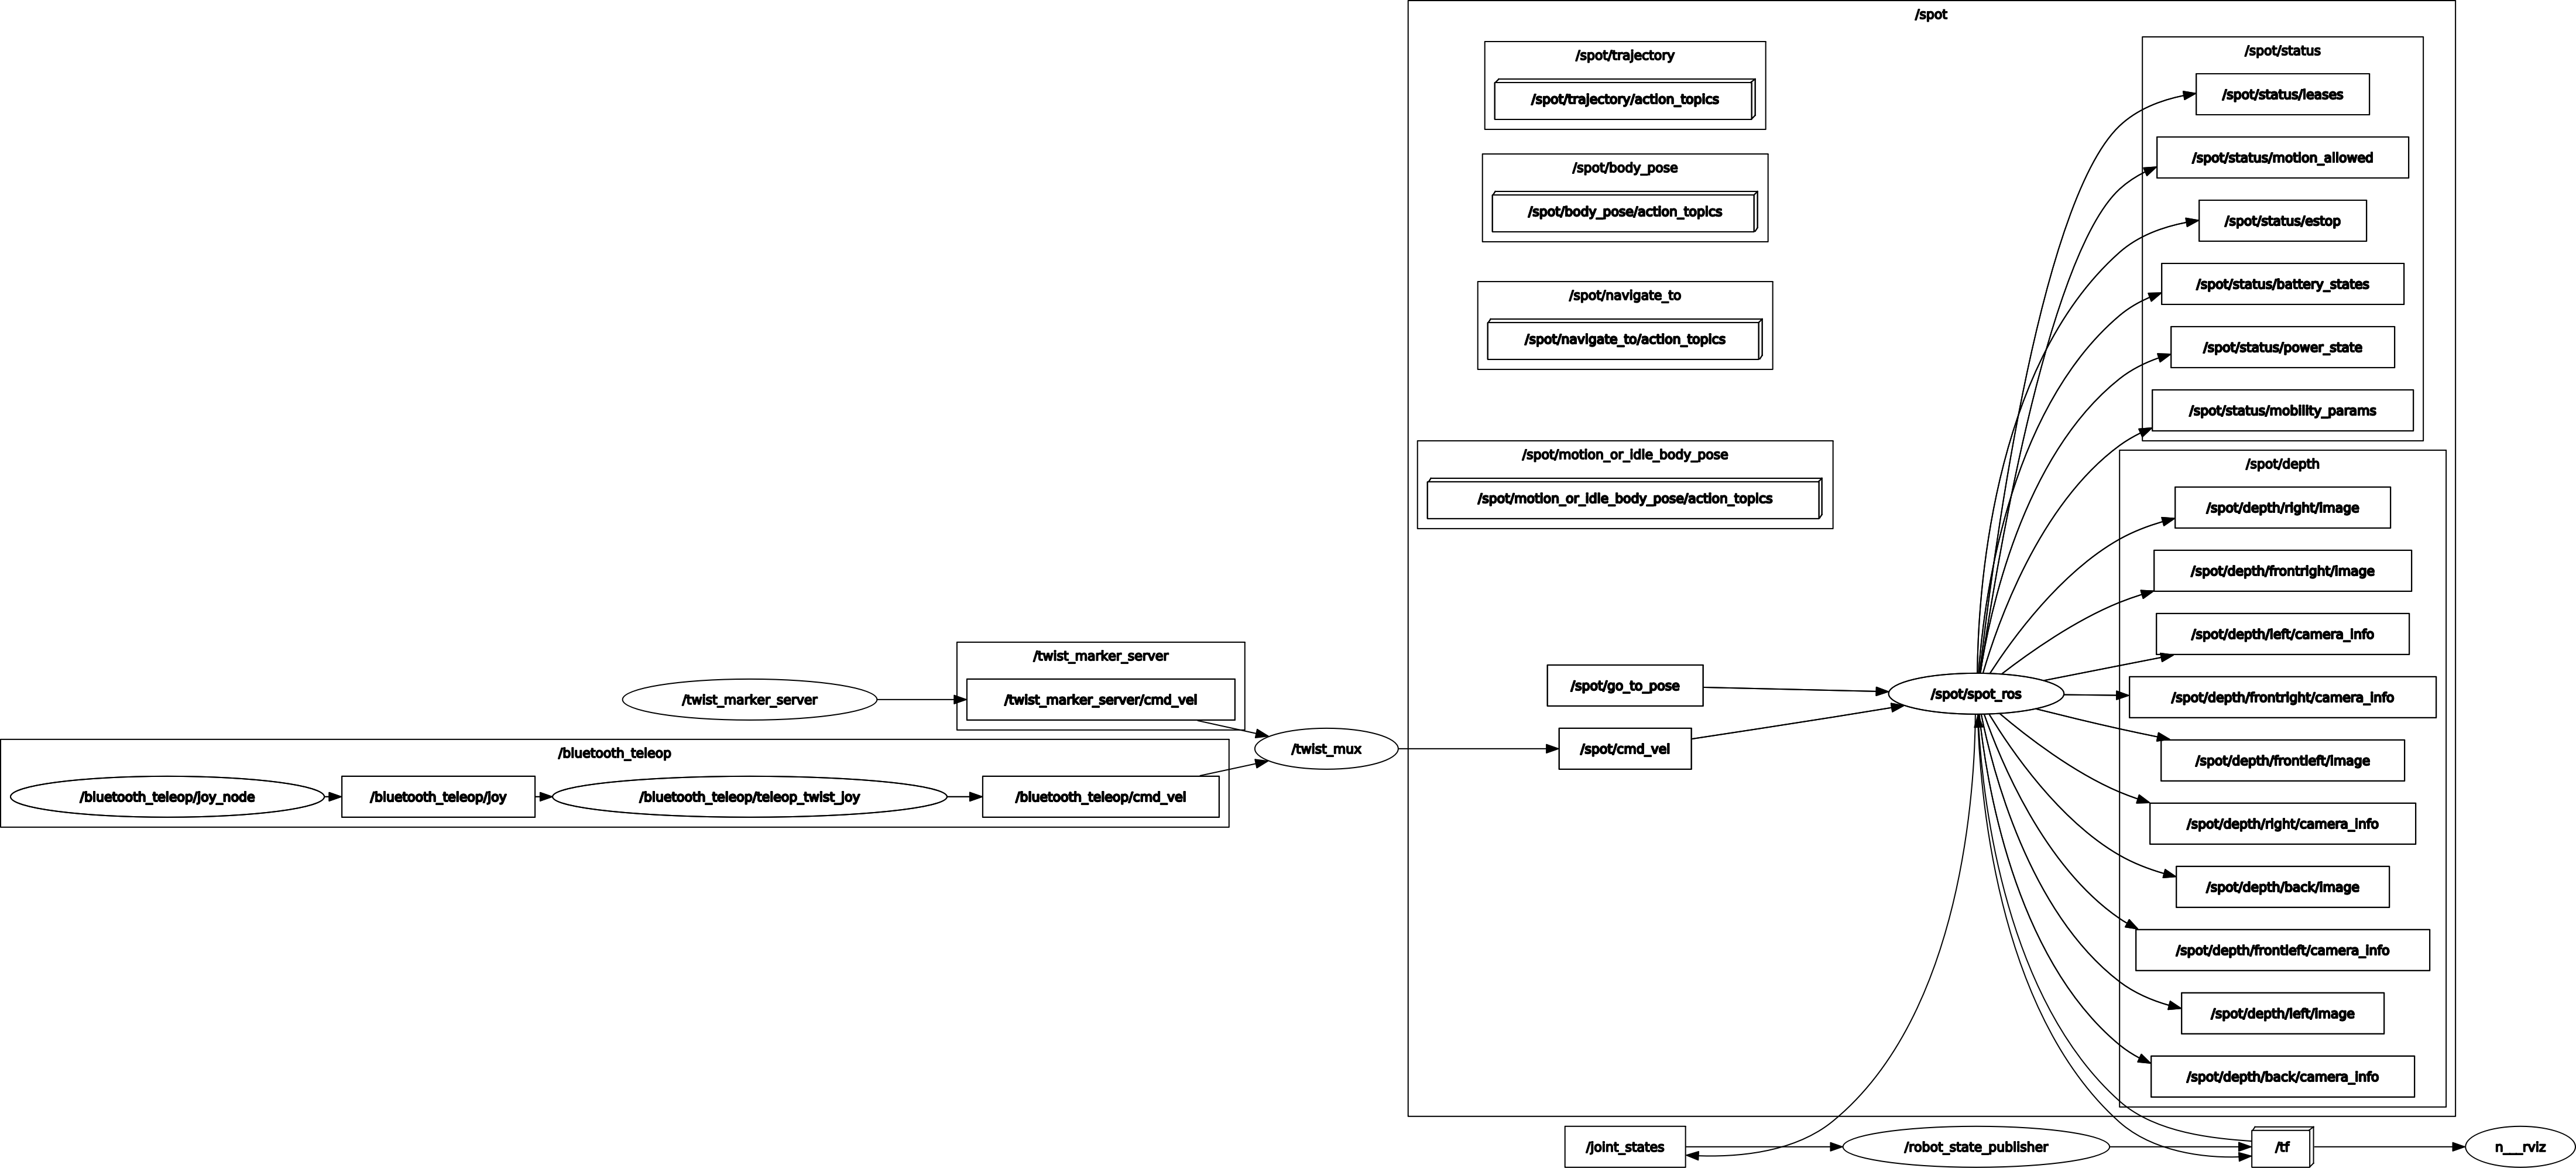 /spot
/spot/trajectory
/spot/trajectory/action_topics
/spot/body_pose
/spot/body_pose/action_topics
/spot/navigate_to
/spot/navigate_to/action_topics
/spot/motion_or_idle_body_pose
/spot/motion_or_idle_body_pose/action_topics
/spot/status
/spot/status/leases
/spot/status/motion_allowed
/spot/status/estop
/spot/status/battery_states
/spot/status/power_state
/spot/status/mobility_params
/spot/depth
/spot/depth/right/image
/spot/depth/frontright/image
/spot/depth/left/camera_info
/spot/depth/frontright/camera_info
/spot/depth/frontleft/image
/spot/depth/right/camera_info
/spot/depth/back/image
/spot/depth/frontleft/camera_info
/spot/depth/left/image
/spot/depth/back/camera_info
/twist_marker_server
/twist_marker_server
/twist_marker_server/cmd_vel
/bluetooth_teleop
/bluetooth_teleop/joy_node
/bluetooth_teleop/joy
/bluetooth_teleop/teleop_twist_joy
/bluetooth_teleop/cmd_vel
/twist_mux
/spot/go_to_pose
/spot/cmd_vel
/spot/spot_ros
/joint_states
/robot_state_publisher
/tf
n___rviz